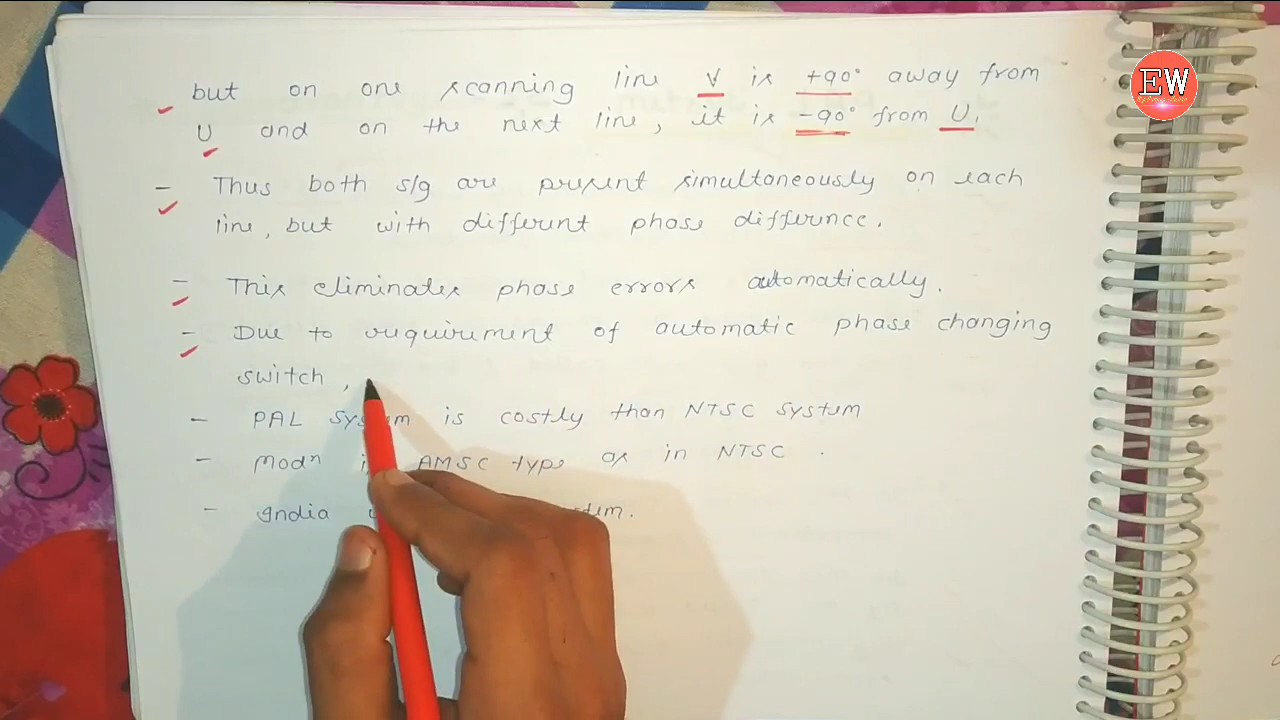 but on one scanning line V is +90° away from
U and on the next line, it is -90° from U.
- Thus both s/g are present simultaneously on each
line, but with different phase differnce.
- This eliminates phase errors automatically.
- Due to requirement of automatic phase changing
switch,
- PAL system is costly than NTSC system
- Modⁿ AMSC type as in NTSC.
- India
EW